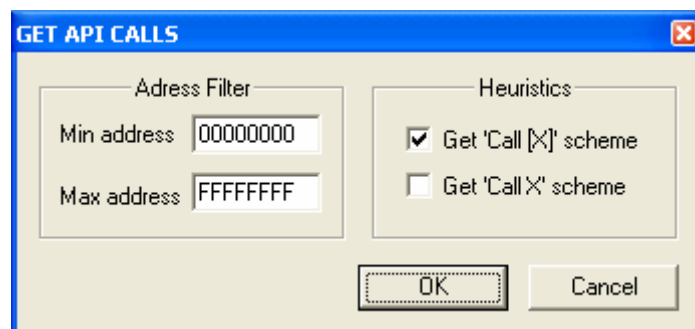 GET API CALLS
Adress Filter
Min address 00000000
Max address FFFFFFFF
Heuristics
Get 'Call [X]' scheme
Get 'Call X' scheme
OK Cancel